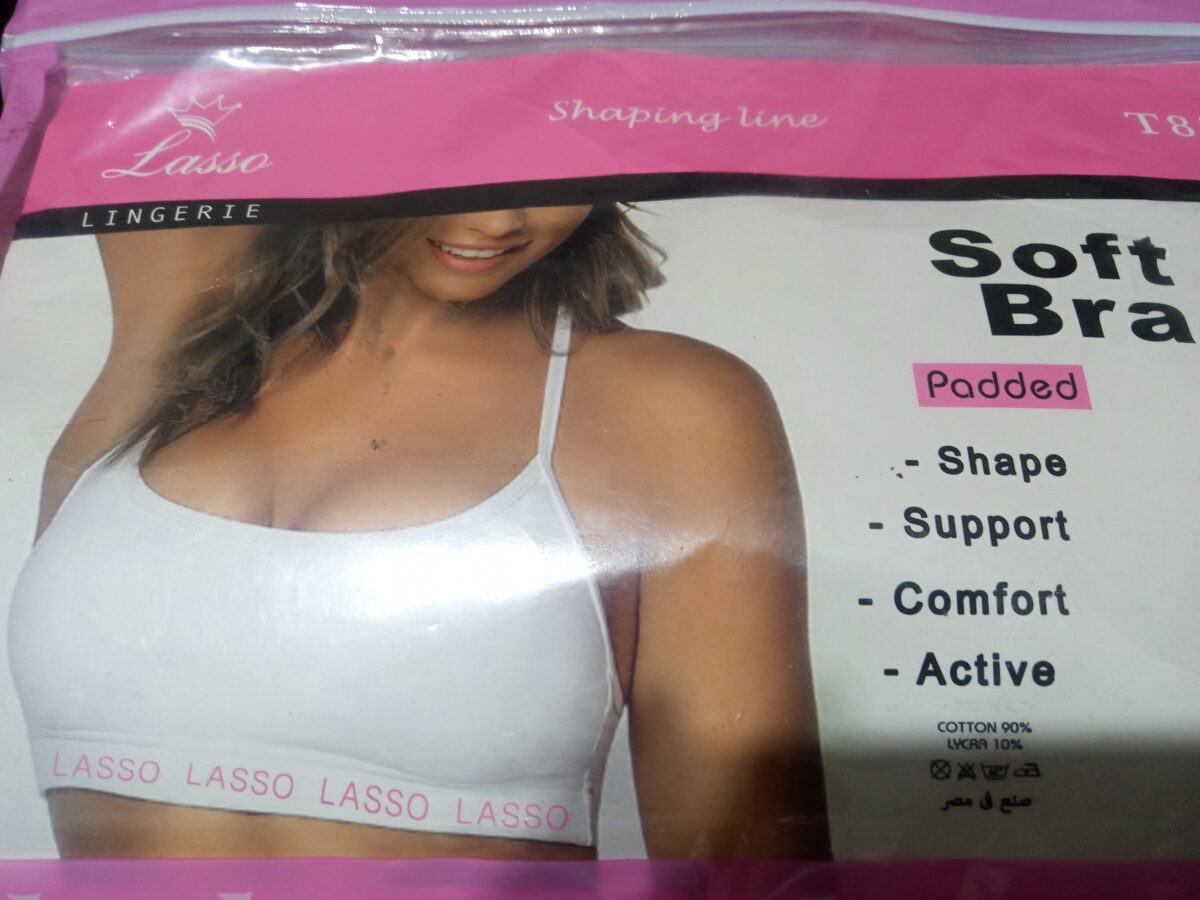 Lasso
LINGERIE
Shaping line
Soft
Bra
Padded
- Shape
- Support
- Comfort
- Active
COTTON 90%
LYCRA 10%
صنع في مصر
LASSO LASSO LASSO LASSO